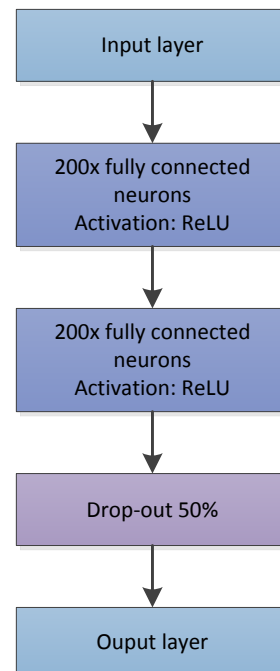 Input layer
200x fully connected
neurons
Activation: ReLU
200x fully connected
neurons
Activation: ReLU
Drop-out 50%
Ouput layer